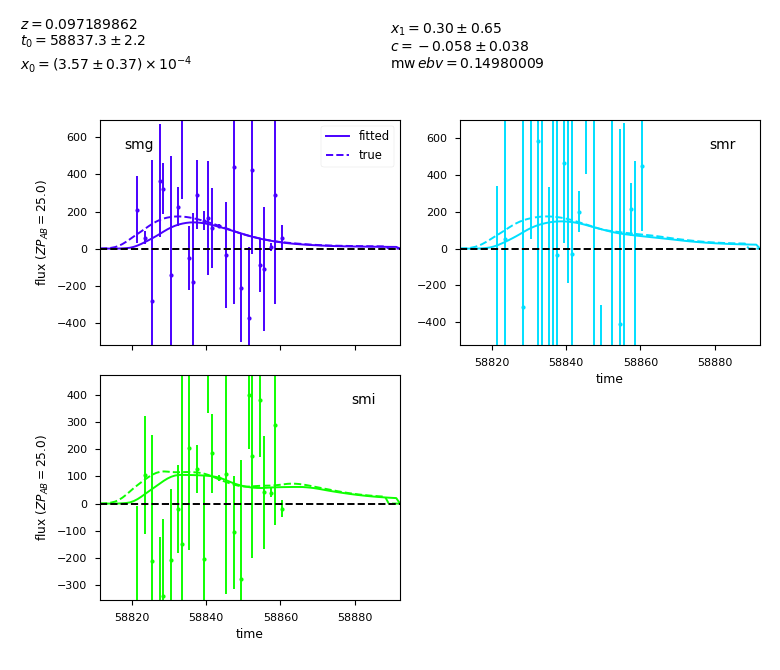 z = 0.097189862
t₀ = 58837.3 ± 2.2
x₀ = (3.57 ± 0.37) × 10⁻⁴
x₁ = 0.30 ± 0.65
c = −0.058 ± 0.038
mw ebv = 0.14980009
smg
fitted
true
600
400
200
0
−200
−400
flux (ZP_AB = 25.0)
smr
600
400
200
0
−200
−400
58820 58840 58860 58880
time
smi
400
300
200
100
0
−100
−200
−300
flux (ZP_AB = 25.0)
58820 58840 58860 58880
time